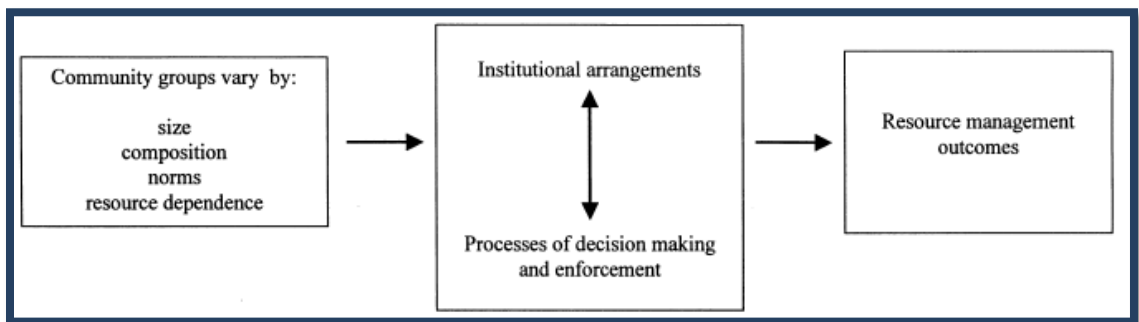 Community groups vary by:
size
composition
norms
resource dependence
Institutional arrangements
Processes of decision making
and enforcement
Resource management
outcomes